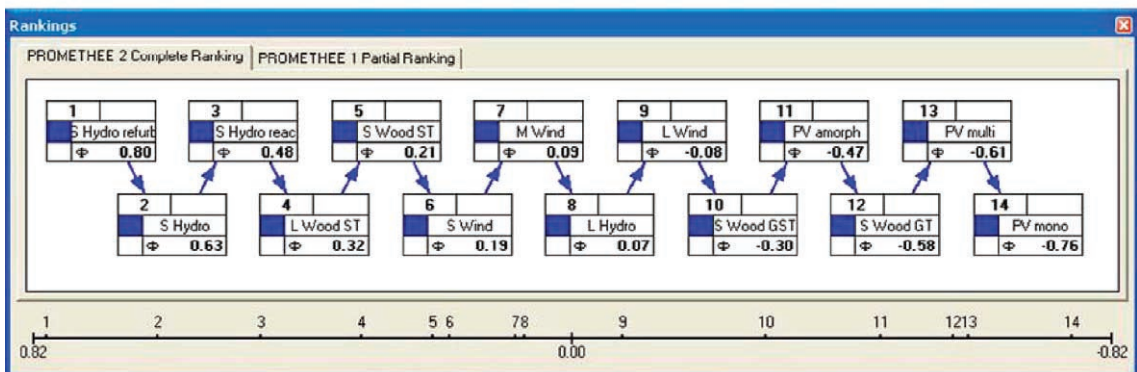 Rankings
PROMETHEE 2 Complete Ranking PROMETHEE 1 Partial Ranking
1 3 5 7 9 11 13
S Hydro refurb S Hydro reac S Wood ST M Wind L Wind PV amorph PV multi
Φ 0.80 Φ 0.48 Φ 0.21 Φ 0.09 Φ -0.08 Φ -0.47 Φ -0.61
2 4 6 8 10 12 14
S Hydro L Wood ST S Wind L Hydro S Wood GST S Wood GT PV mono
Φ 0.63 Φ 0.32 Φ 0.19 Φ 0.07 Φ -0.30 Φ -0.58 Φ -0.76
1 2 3 4 5 6 7 8 9 10 11 12 13 14
0.82 0.00 -0.82